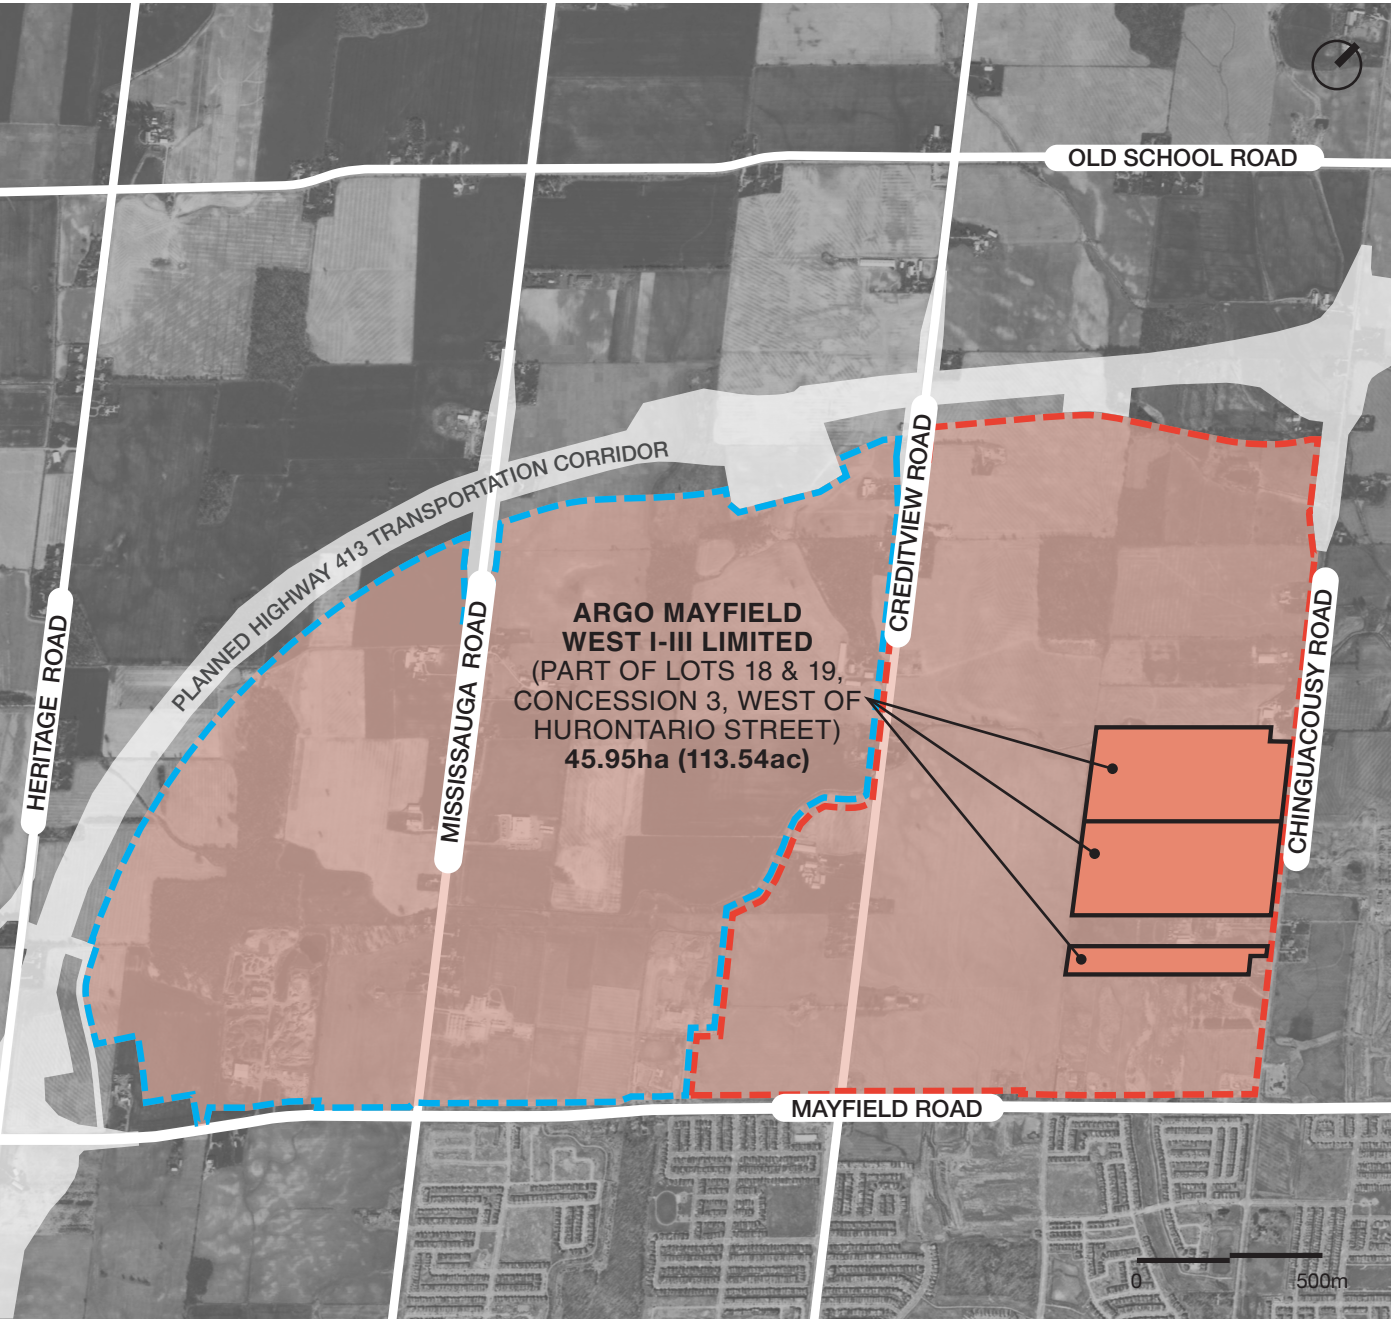 OLD SCHOOL ROAD
PLANNED HIGHWAY 413 TRANSPORTATION CORRIDOR
CREDITVIEW ROAD
HERITAGE ROAD
MISSISSAUGA ROAD
ARGO MAYFIELD
WEST I-III LIMITED
(PART OF LOTS 18 & 19,
CONCESSION 3, WEST OF
HURONTARIO STREET)
45.95ha (113.54ac)
CHINGUACOUSY ROAD
MAYFIELD ROAD
0 500m